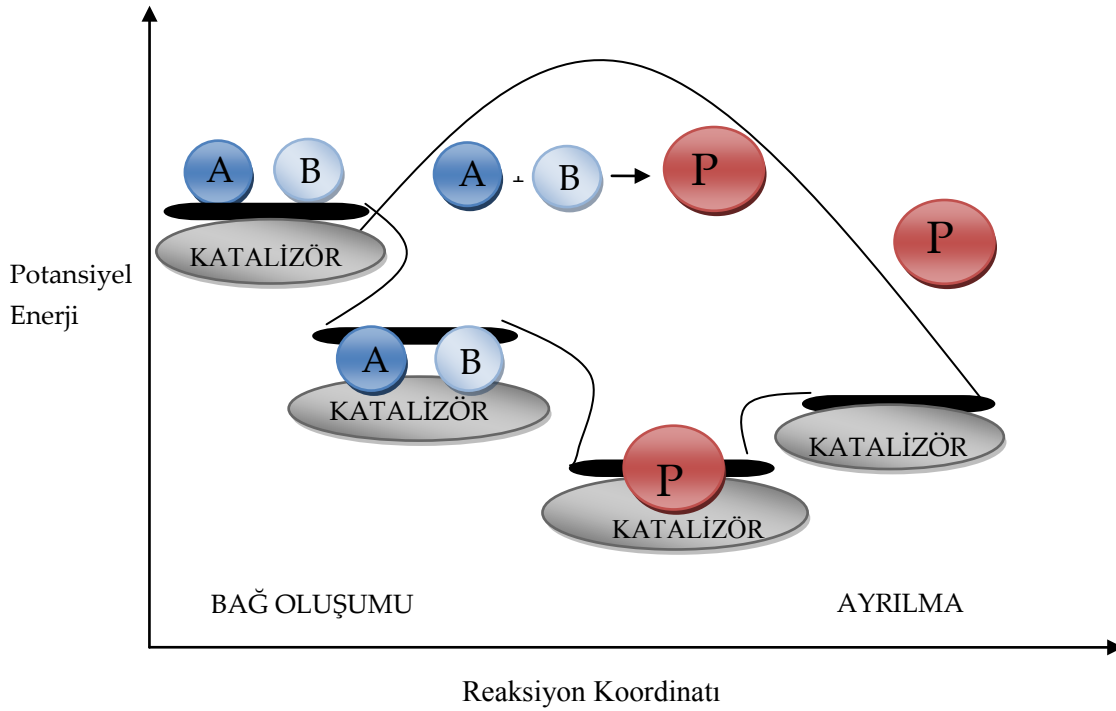 A B
KATALİZÖR
A + B → P
P
Potansiyel
Enerji
A B
KATALİZÖR
P
KATALİZÖR
KATALİZÖR
BAĞ OLUŞUMU
AYRILMA
Reaksiyon Koordinatı